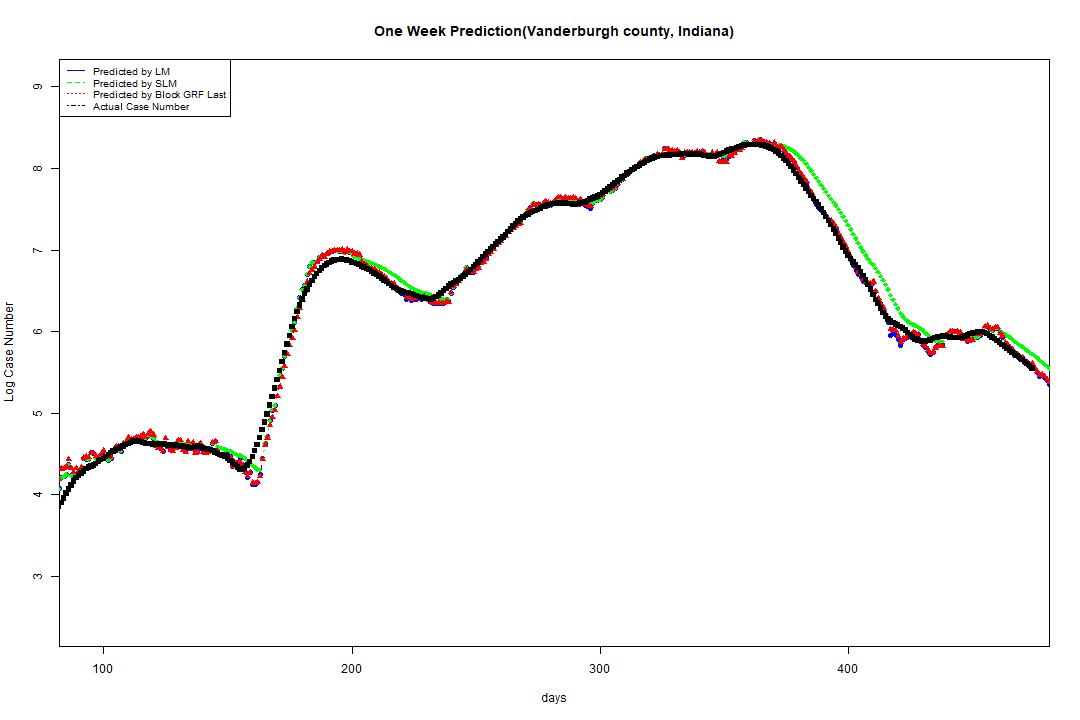 One Week Prediction(Vanderburgh county, Indiana)
Predicted by LM
Predicted by SLM
Predicted by Block GRF Last
Actual Case Number
9
8
7
6
5
4
3
Log Case Number
100 200 300 400
days